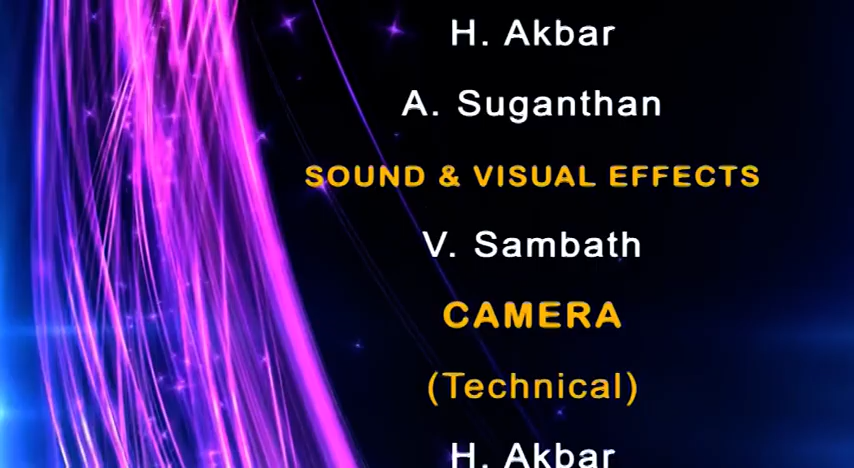 H. Akbar
A. Suganthan
SOUND & VISUAL EFFECTS
V. Sambath
CAMERA
(Technical)
H. Akbar